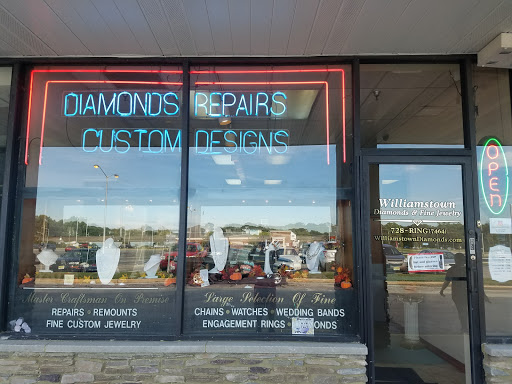 DIAMONDS REPAIRS
CUSTOM DESIGNS
Williamstown
Diamonds & Fine Jewelry
728-RING (7464)
WilliamstownDiamonds.com
OPEN
Master Craftsman On Premise
REPAIRS • REMOUNTS
FINE CUSTOM JEWELRY
Large Selection Of Fine
CHAINS • WATCHES • WEDDING BANDS
ENGAGEMENT RINGS